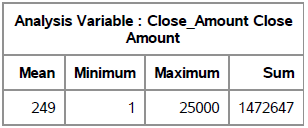 Analysis Variable : Close_Amount Close
Amount
Mean Minimum Maximum Sum
249 1 25000 1472647